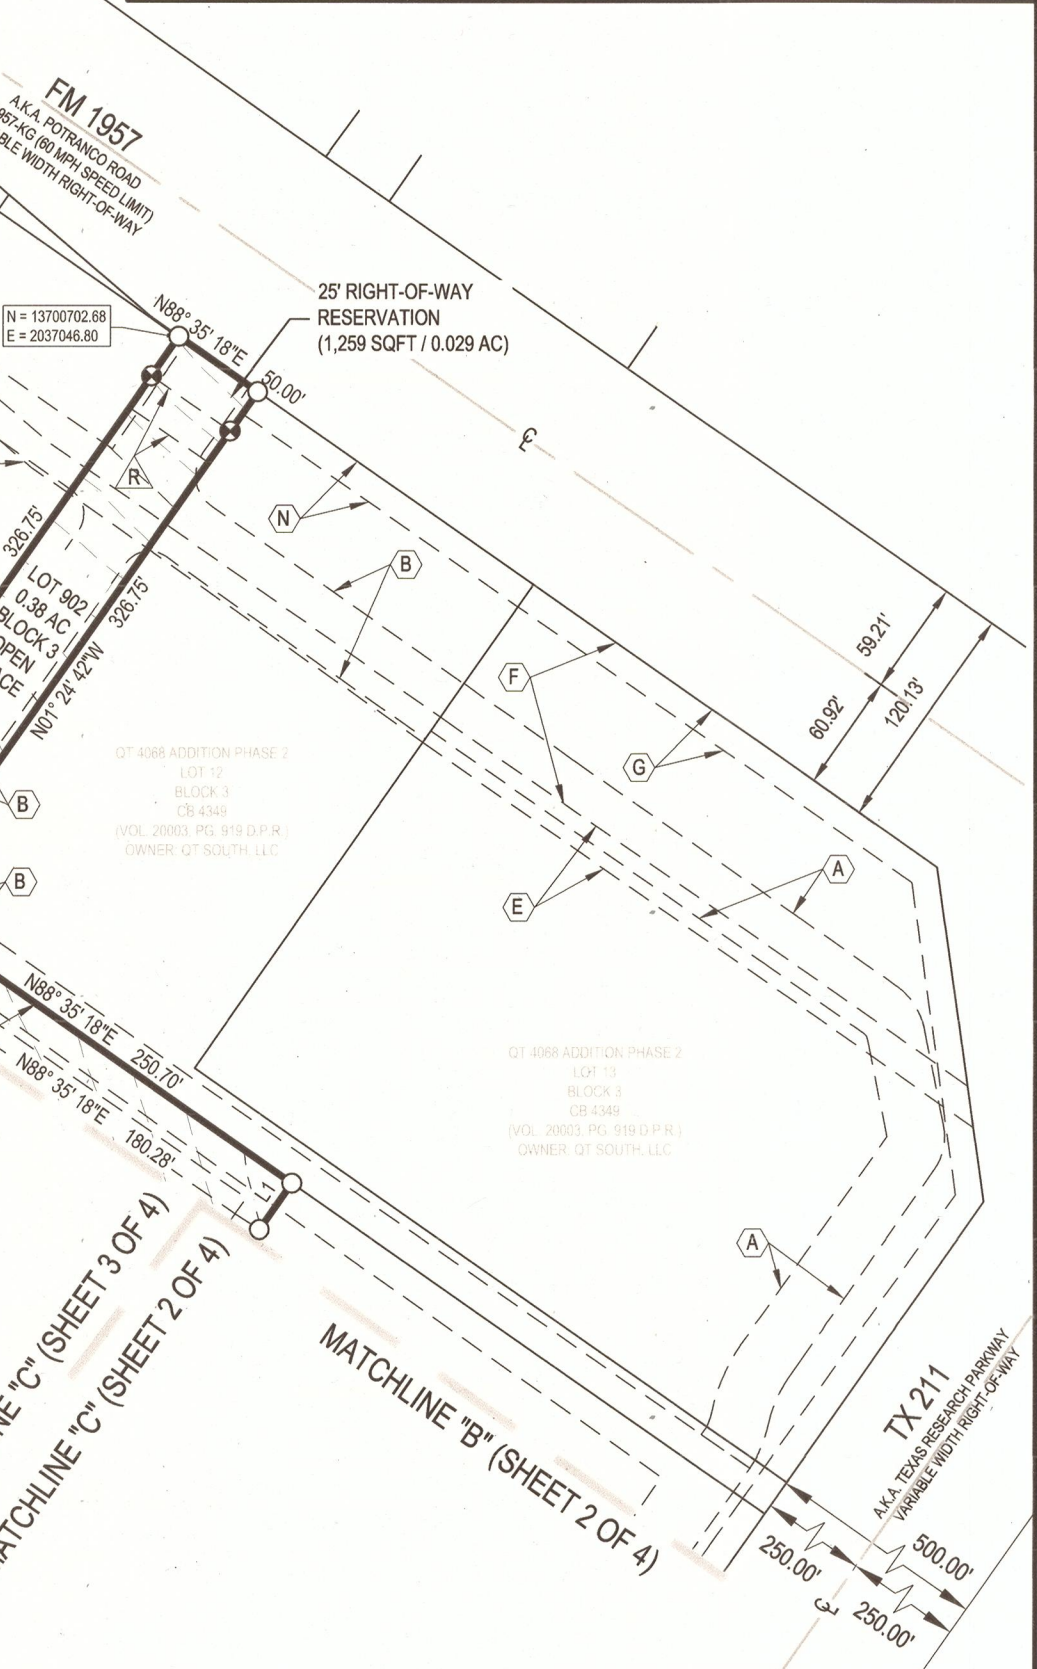 FM 1957
A.K.A. POTRANCO ROAD
957-KG (60 MPH SPEED LIMIT)
BLE WIDTH RIGHT-OF-WAY
25' RIGHT-OF-WAY
RESERVATION
(1,259 SQFT / 0.029 AC)
N = 13700702.68
E = 2037046.80
N88° 35' 18"E
50.00'
℄
R
N
B
326.75'
326.75'
LOT 902
0.38 AC
BLOCK 3
OPEN
ACE
N01° 24' 42"W
F
G
59.21'
60.92'
120.13'
QT 4068 ADDITION PHASE 2
LOT 12
BLOCK 3
CB 4349
(VOL. 20003, PG. 919 D.P.R.)
OWNER: QT SOUTH, LLC
B
B
A
E
N88° 35' 18"E
250.70'
N88° 35' 18"E
180.28'
L1
QT 4068 ADDITION PHASE 2
LOT 13
BLOCK 3
CB 4349
(VOL. 20003, PG. 919 D.P.R.)
OWNER: QT SOUTH, LLC
A
NE "C" (SHEET 3 OF 4)
ATCHLINE "C" (SHEET 2 OF 4)
MATCHLINE "B" (SHEET 2 OF 4)
TX 211
A.K.A. TEXAS RESEARCH PARKWAY
VARIABLE WIDTH RIGHT-OF-WAY
500.00'
250.00'
250.00'
℄